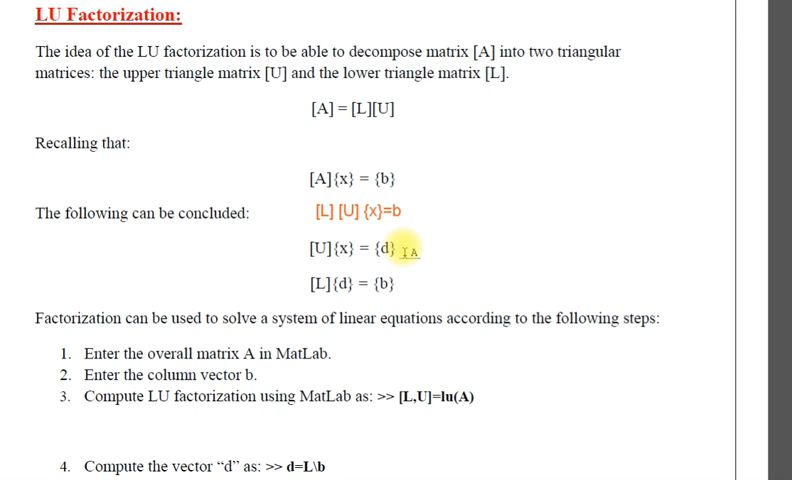 LU Factorization:
The idea of the LU factorization is to be able to decompose matrix [A] into two triangular
matrices: the upper triangle matrix [U] and the lower triangle matrix [L].
[A] = [L][U]
Recalling that:
[A]{x} = {b}
The following can be concluded: [L] [U] {x}=b
[U]{x} = {d}
[L]{d} = {b}
Factorization can be used to solve a system of linear equations according to the following steps:
1. Enter the overall matrix A in MatLab.
2. Enter the column vector b.
3. Compute LU factorization using MatLab as: >> [L,U]=lu(A)
4. Compute the vector “d” as: >> d=L\b